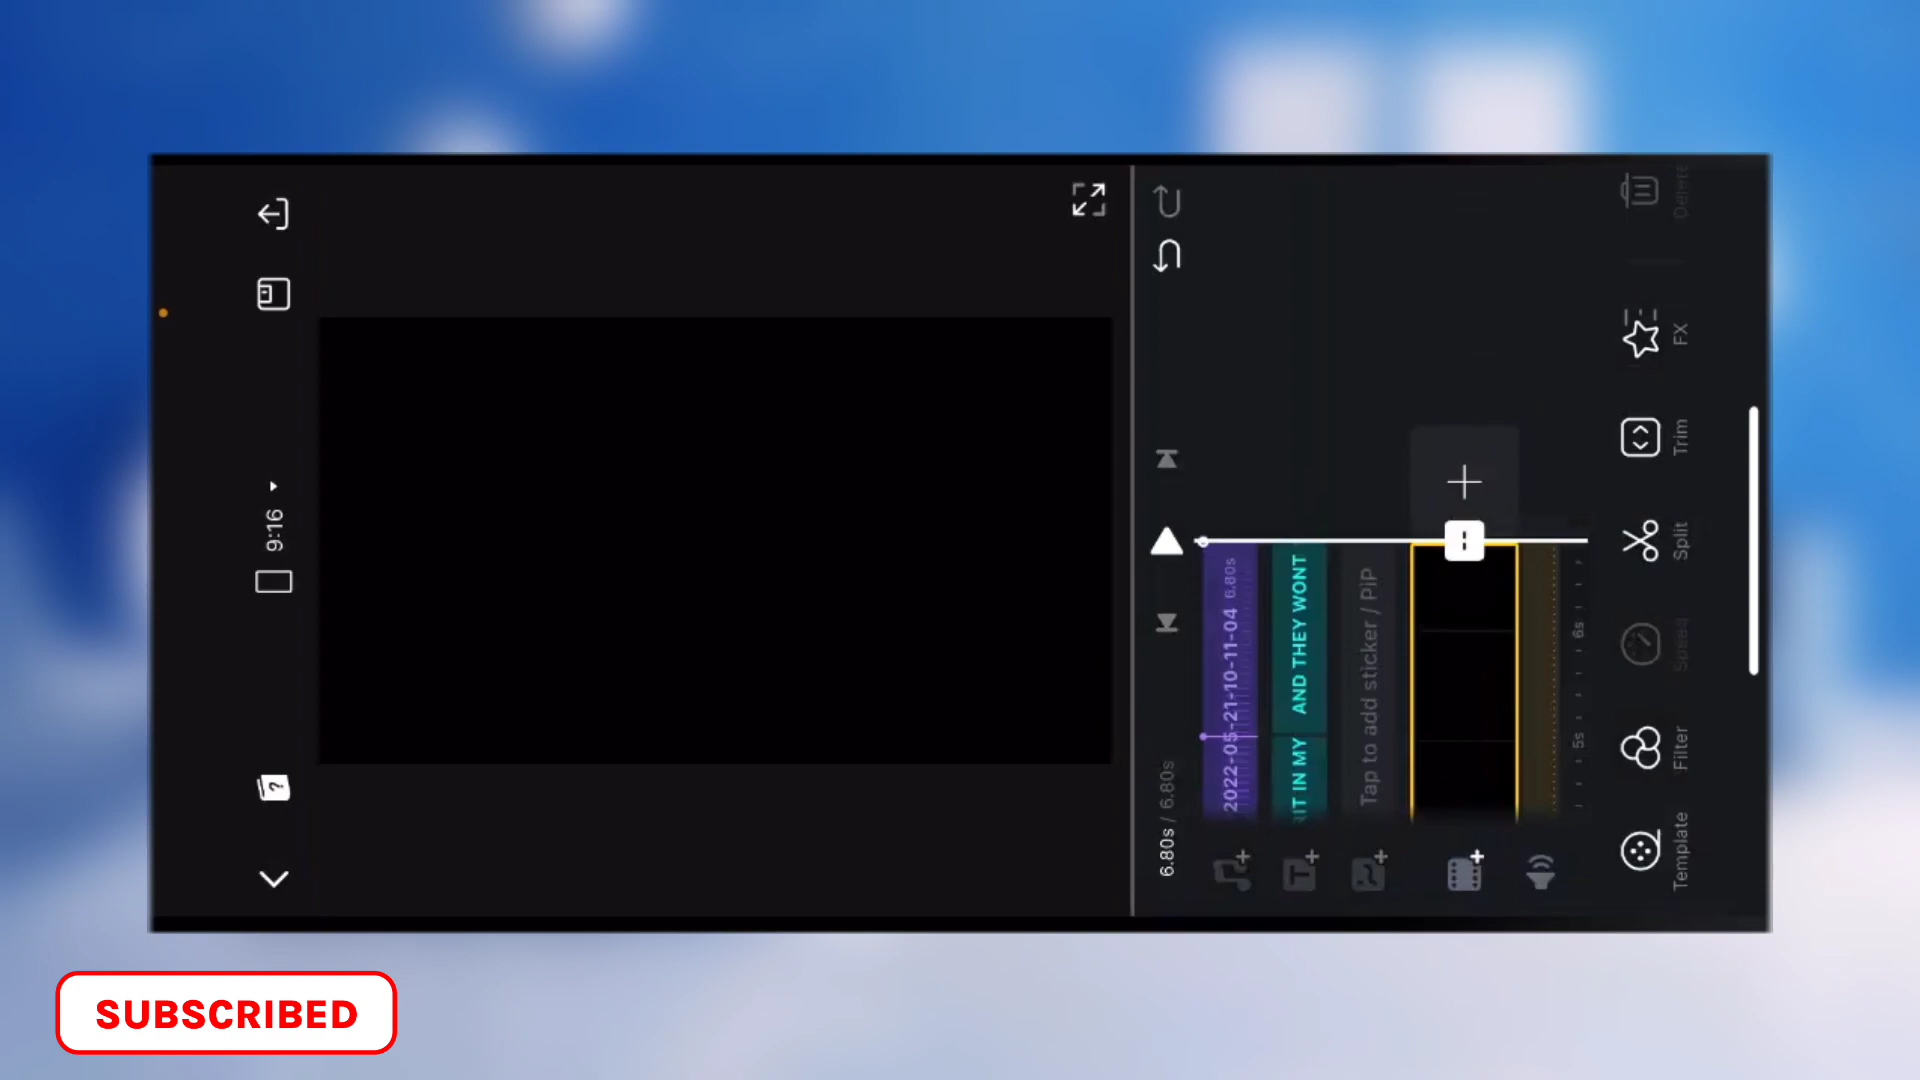 9:16
6.80s / 6.80s
2022-05-21-10-11-04 6.80s
RIT IN MY
AND THEY WONT
Tap to add sticker / PiP
5s
6s
Template
Filter
Speed
Split
Trim
FX
Delete
SUBSCRIBED